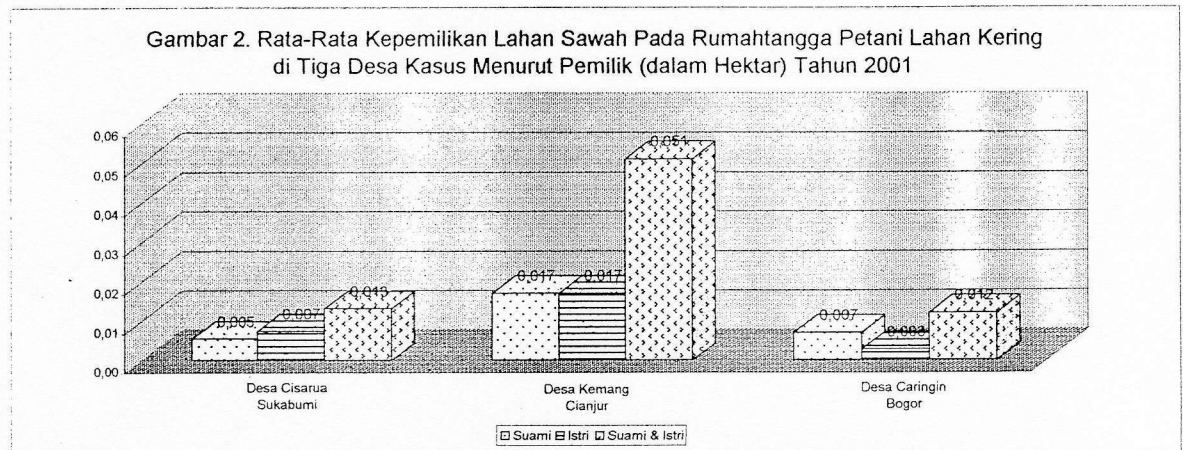 Gambar 2. Rata-Rata Kepemilikan Lahan Sawah Pada Rumahtangga Petani Lahan Kering
di Tiga Desa Kasus Menurut Pemilik (dalam Hektar) Tahun 2001
0,06
0,05
0,04
0,03
0,02
0,01
0,00
0,005
0,007
0,013
0,017
0,017
0,051
0,007
0,003
0,012
Desa Cisarua
Sukabumi
Desa Kemang
Cianjur
Desa Caringin
Bogor
Suami Istri Suami & Istri